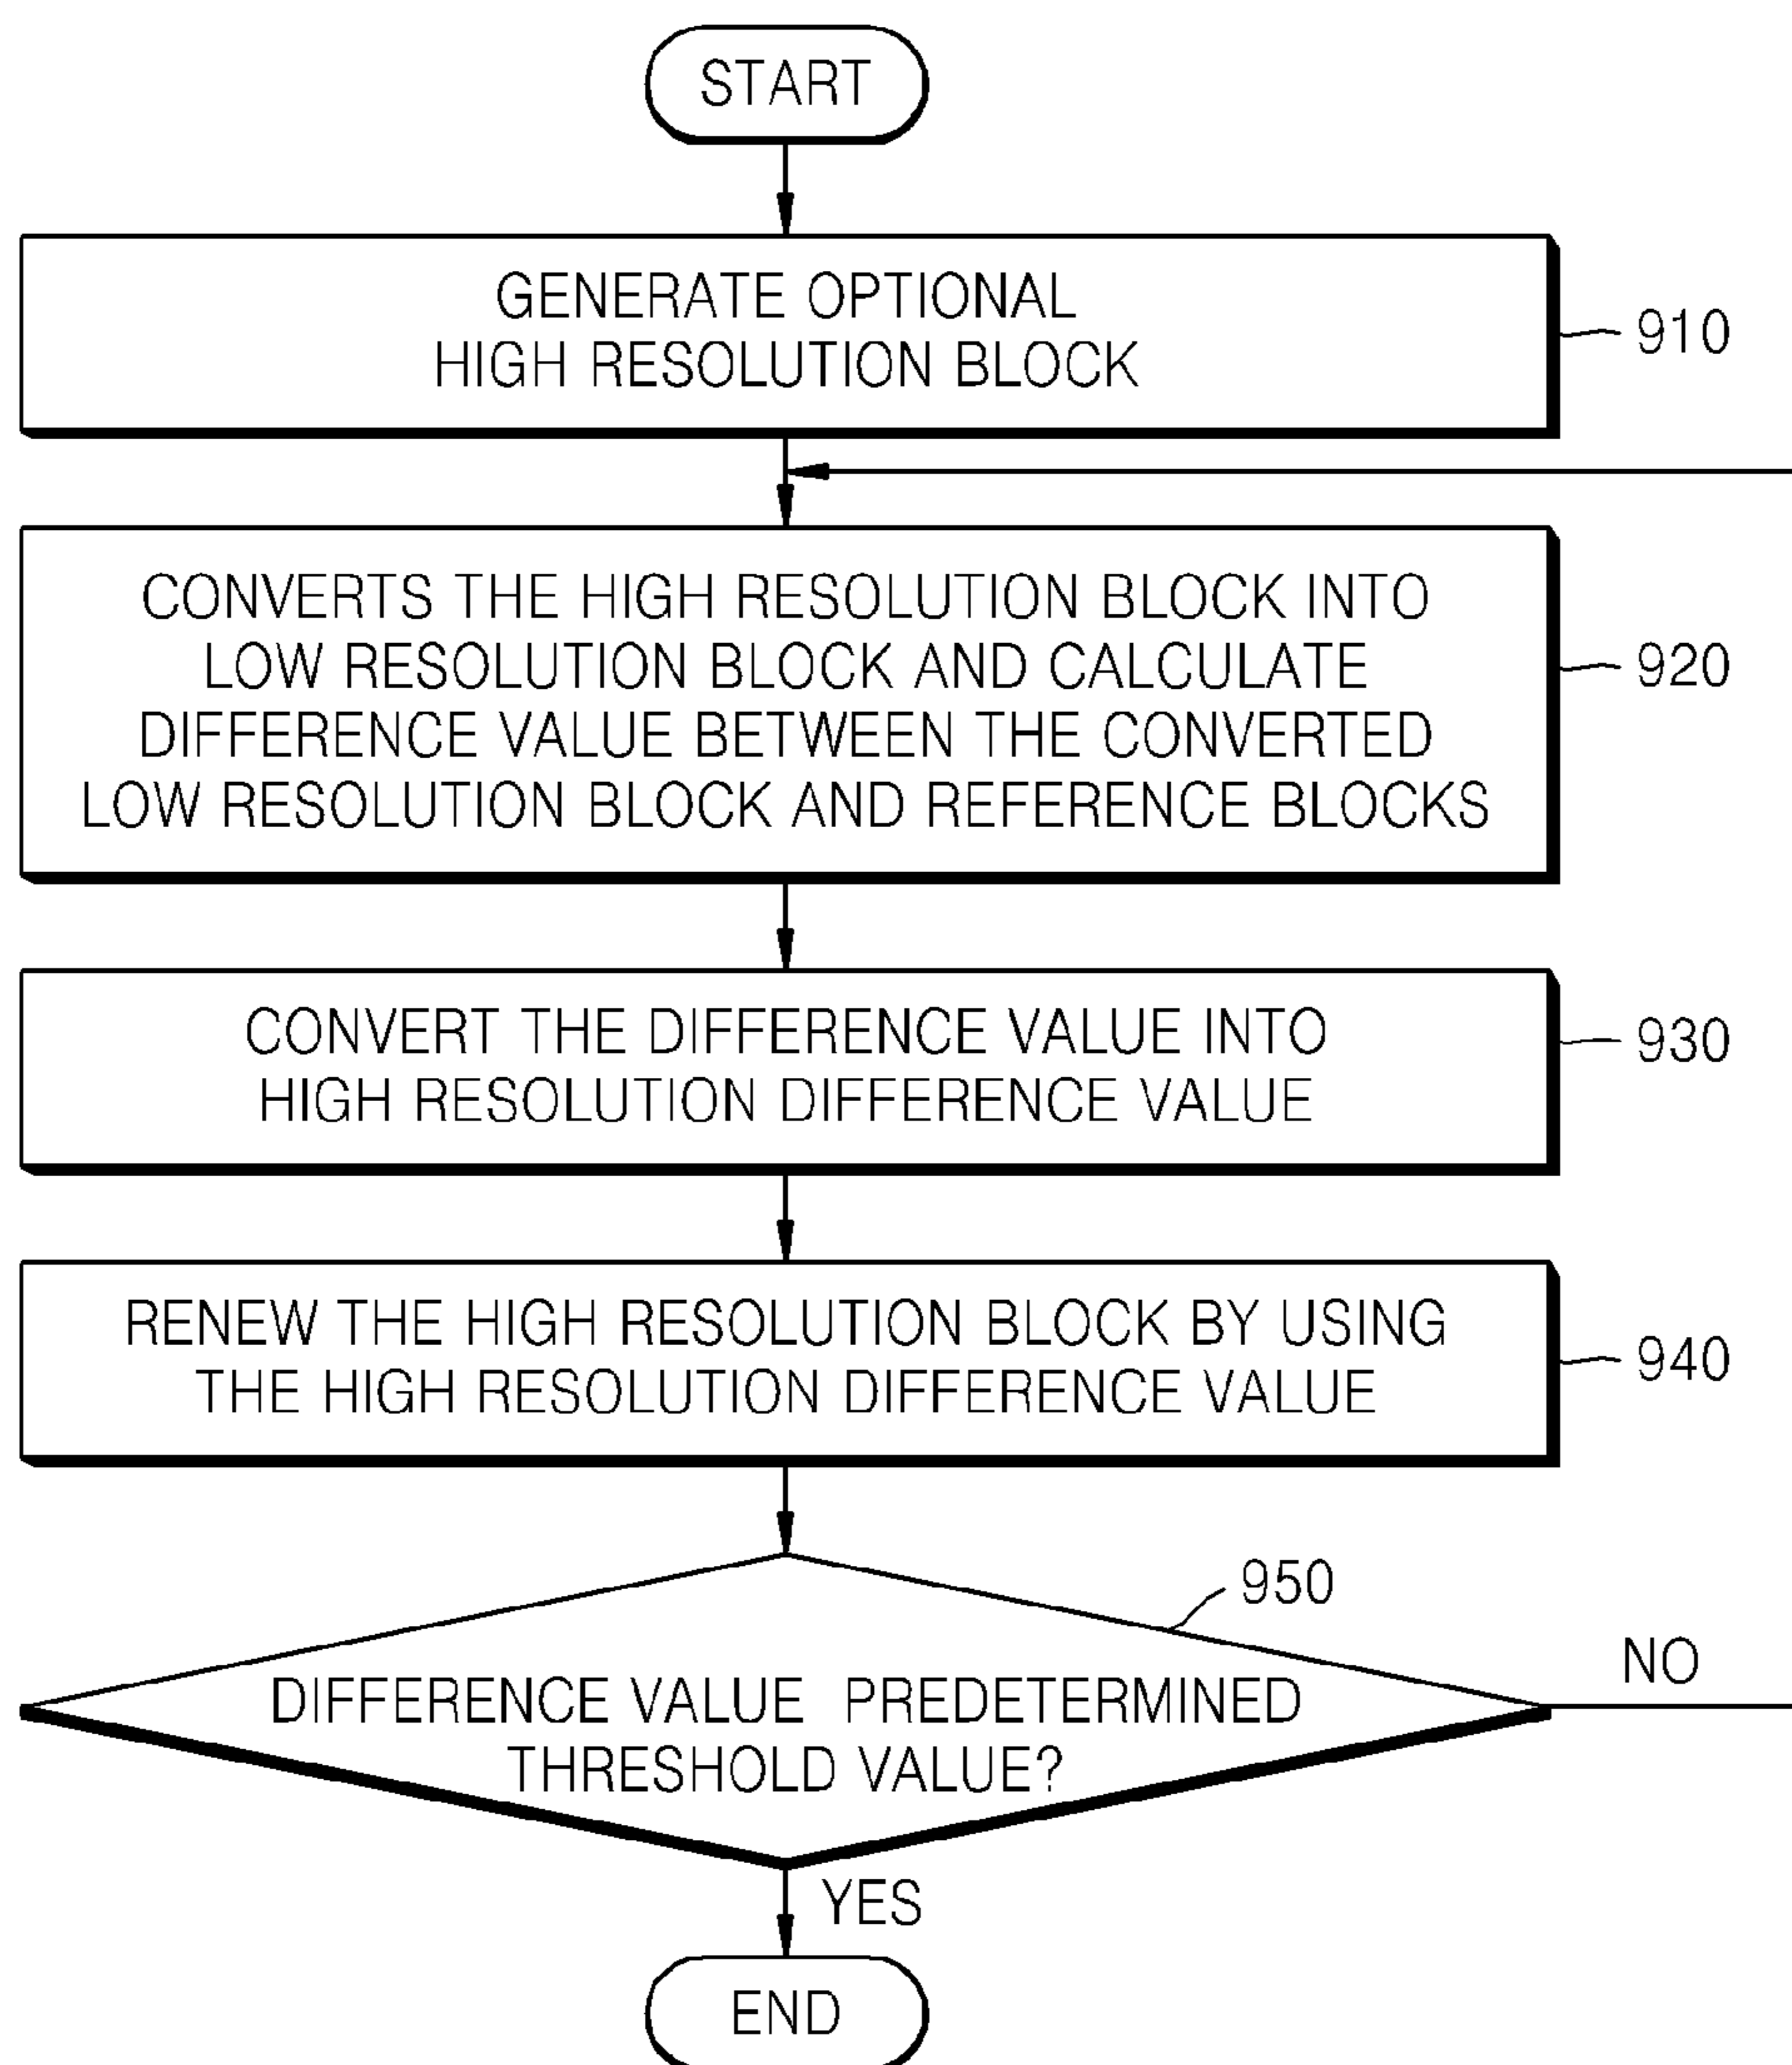 START
GENERATE OPTIONAL
HIGH RESOLUTION BLOCK
910
CONVERTS THE HIGH RESOLUTION BLOCK INTO
LOW RESOLUTION BLOCK AND CALCULATE
DIFFERENCE VALUE BETWEEN THE CONVERTED
LOW RESOLUTION BLOCK AND REFERENCE BLOCKS
920
CONVERT THE DIFFERENCE VALUE INTO
HIGH RESOLUTION DIFFERENCE VALUE
930
RENEW THE HIGH RESOLUTION BLOCK BY USING
THE HIGH RESOLUTION DIFFERENCE VALUE
940
950
DIFFERENCE VALUE PREDETERMINED
THRESHOLD VALUE?
NO
YES
END